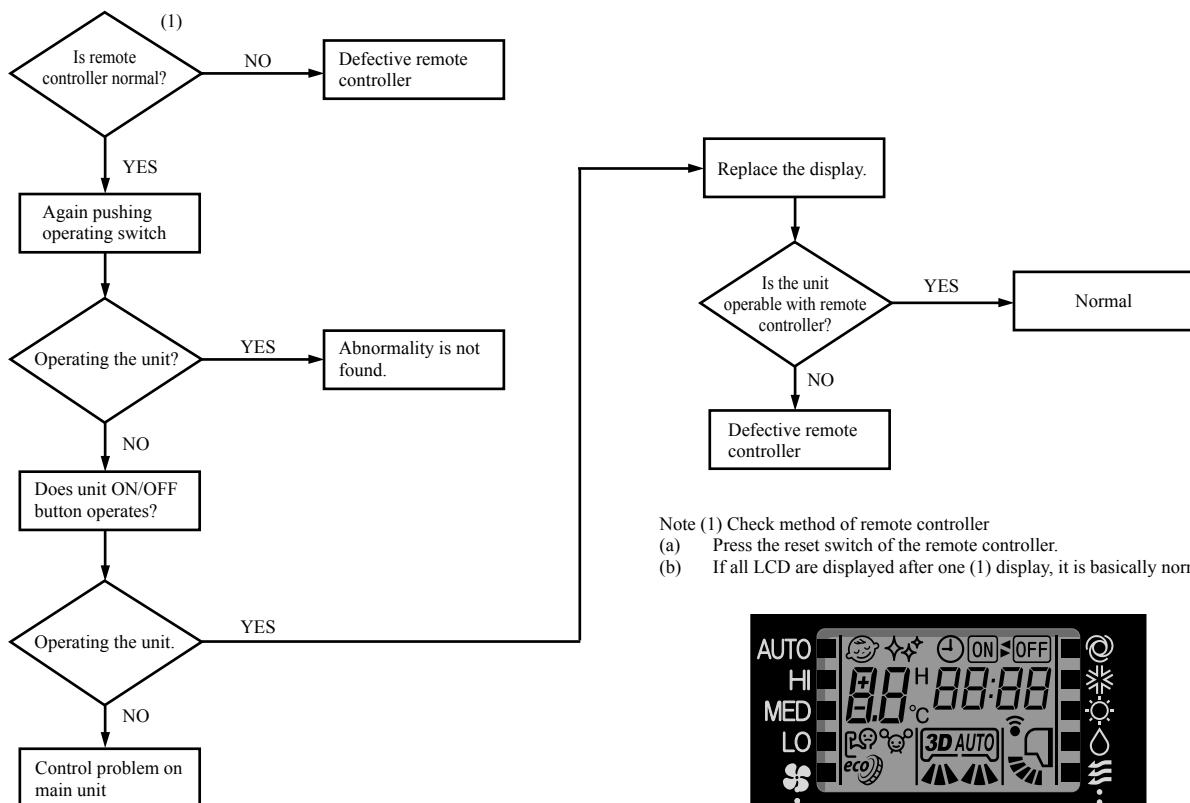 (1)
Is remote
controller normal?
NO
Defective remote
controller
YES
Again pushing
operating switch
Operating the unit?
YES
Abnormality is not
found.
NO
Does unit ON/OFF
button operates?
Operating the unit.
YES
NO
Control problem on
main unit
Replace the display.
Is the unit
operable with remote
controller?
YES
Normal
NO
Defective remote
controller
Note (1) Check method of remote controller
(a) Press the reset switch of the remote controller.
(b) If all LCD are displayed after one (1) display, it is basically
AUTO
HI
MED
LO
ON OFF
+8.8 H 88:88
°C
3D AUTO
eco